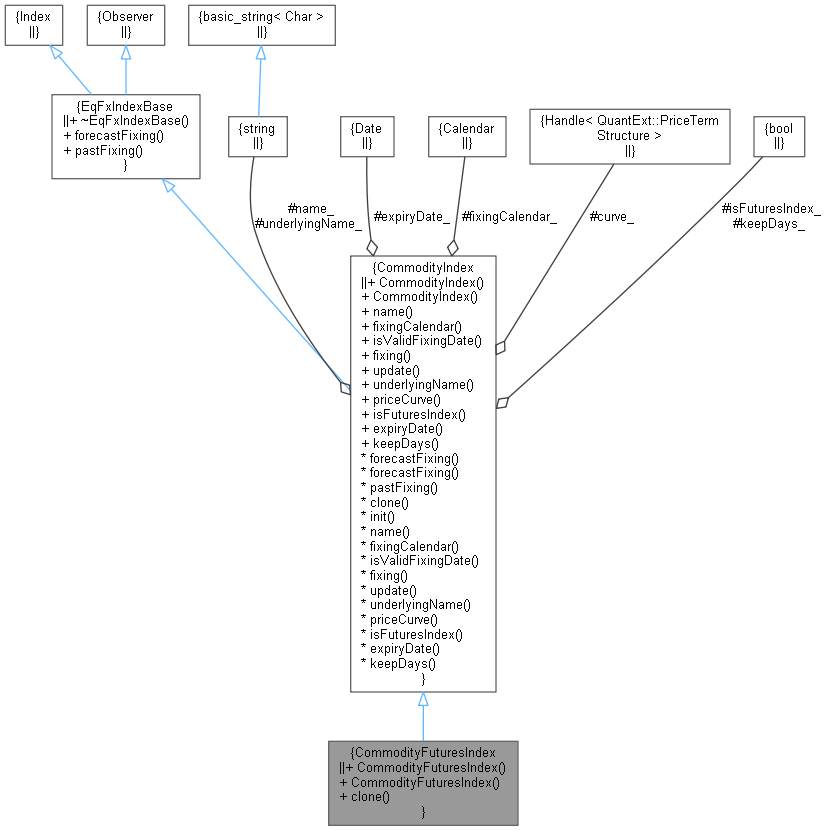 {Index
||}
{Observer
||}
{basic_string< Char >
||}
{EqFxIndexBase
||+ ~EqFxIndexBase()
+ forecastFixing()
+ pastFixing()
}
{string
||}
{Date
||}
{Calendar
||}
{Handle< QuantExt::PriceTerm
Structure >
||}
{bool
||}
#name_
#underlyingName_
#expiryDate_
#fixingCalendar_
#curve_
#isFuturesIndex_
#keepDays_
{CommodityIndex
||+ CommodityIndex()
+ CommodityIndex()
+ name()
+ fixingCalendar()
+ isValidFixingDate()
+ fixing()
+ update()
+ underlyingName()
+ priceCurve()
+ isFuturesIndex()
+ expiryDate()
+ keepDays()
* forecastFixing()
* forecastFixing()
* pastFixing()
* clone()
* init()
* name()
* fixingCalendar()
* isValidFixingDate()
* fixing()
* update()
* underlyingName()
* priceCurve()
* isFuturesIndex()
* expiryDate()
* keepDays()
}
{CommodityFuturesIndex
||+ CommodityFuturesIndex()
+ CommodityFuturesIndex()
+ clone()
}